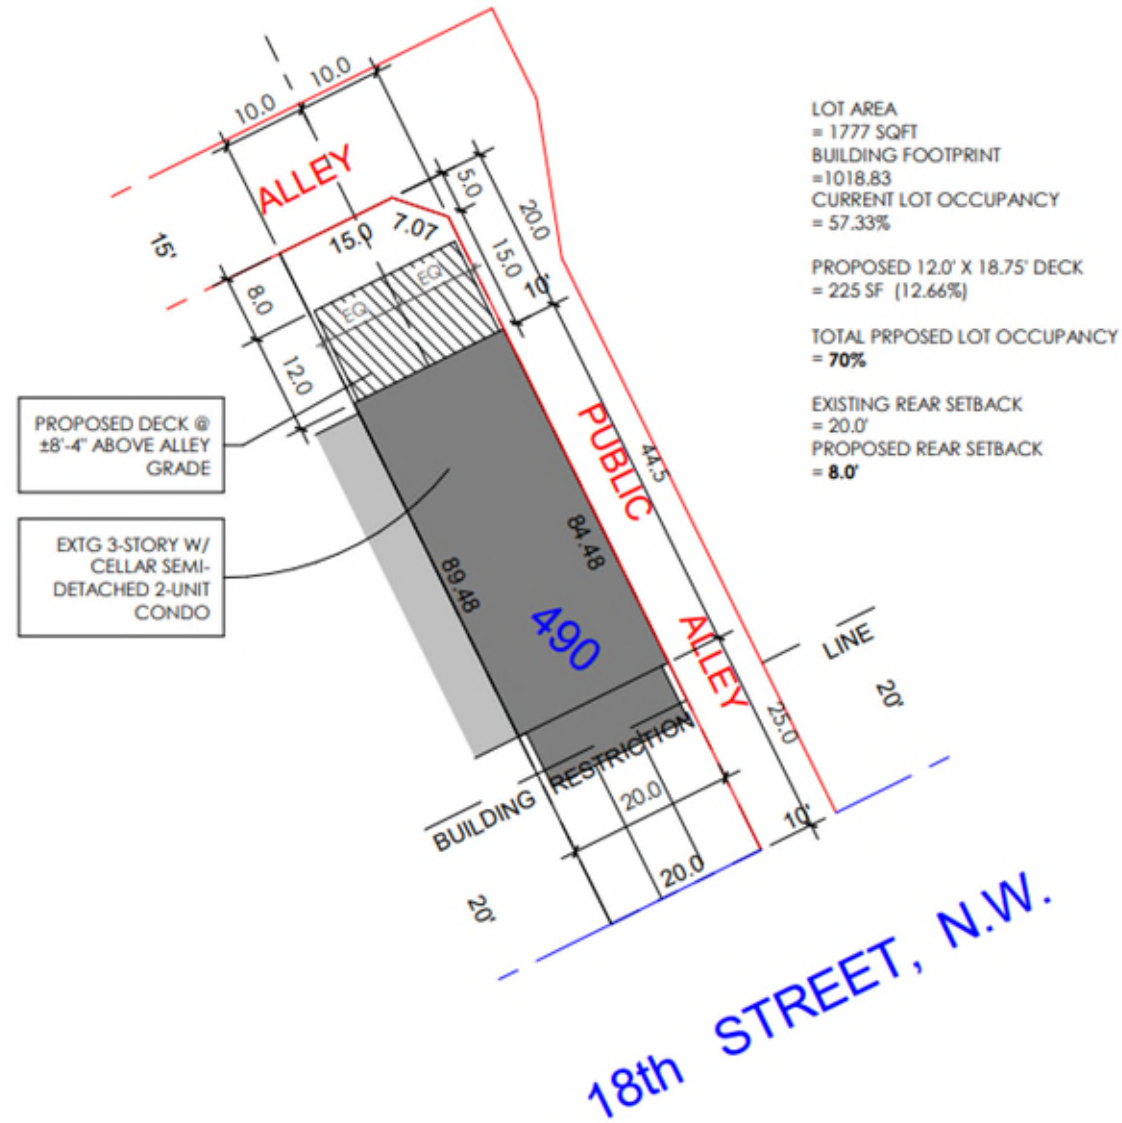 10.0
10.0
ALLEY
15'
15.0
7.07
5.0
20.0
15.0
10'
8.0
12.0
EQ
EQ
LOT AREA
= 1777 SQFT
BUILDING FOOTPRINT
=1018.83
CURRENT LOT OCCUPANCY
= 57.33%
PROPOSED 12.0' X 18.75' DECK
= 225 SF (12.66%)
TOTAL PRPOSED LOT OCCUPANCY
= 70%
EXISTING REAR SETBACK
= 20.0'
PROPOSED REAR SETBACK
= 8.0'
PROPOSED DECK @
±8'-4" ABOVE ALLEY
GRADE
EXTG 3-STORY W/
CELLAR SEMI-
DETACHED 2-UNIT
CONDO
PUBLIC
ALLEY
44.5
84.48
89.48
490
LINE
20'
25.0
BUILDING RESTRICTION
20.0
10'
20.0
20'
18th STREET, N.W.